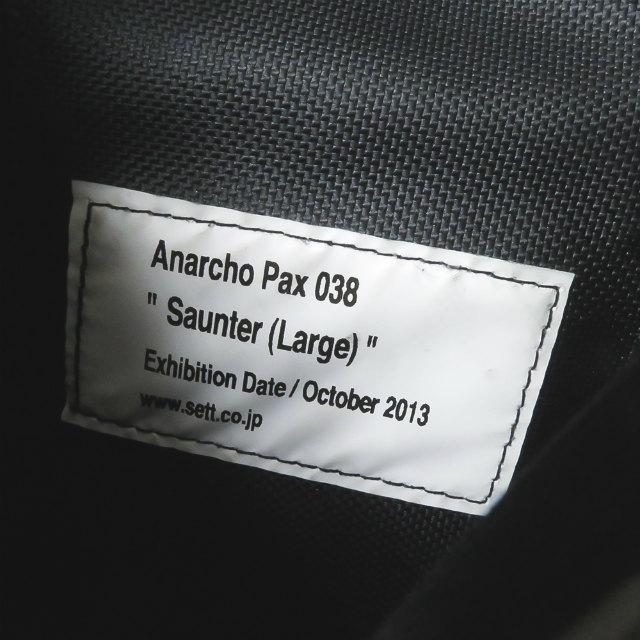 Anarcho Pax 038
" Saunter (Large) "
Exhibition Date / October 2013
www.sett.co.jp